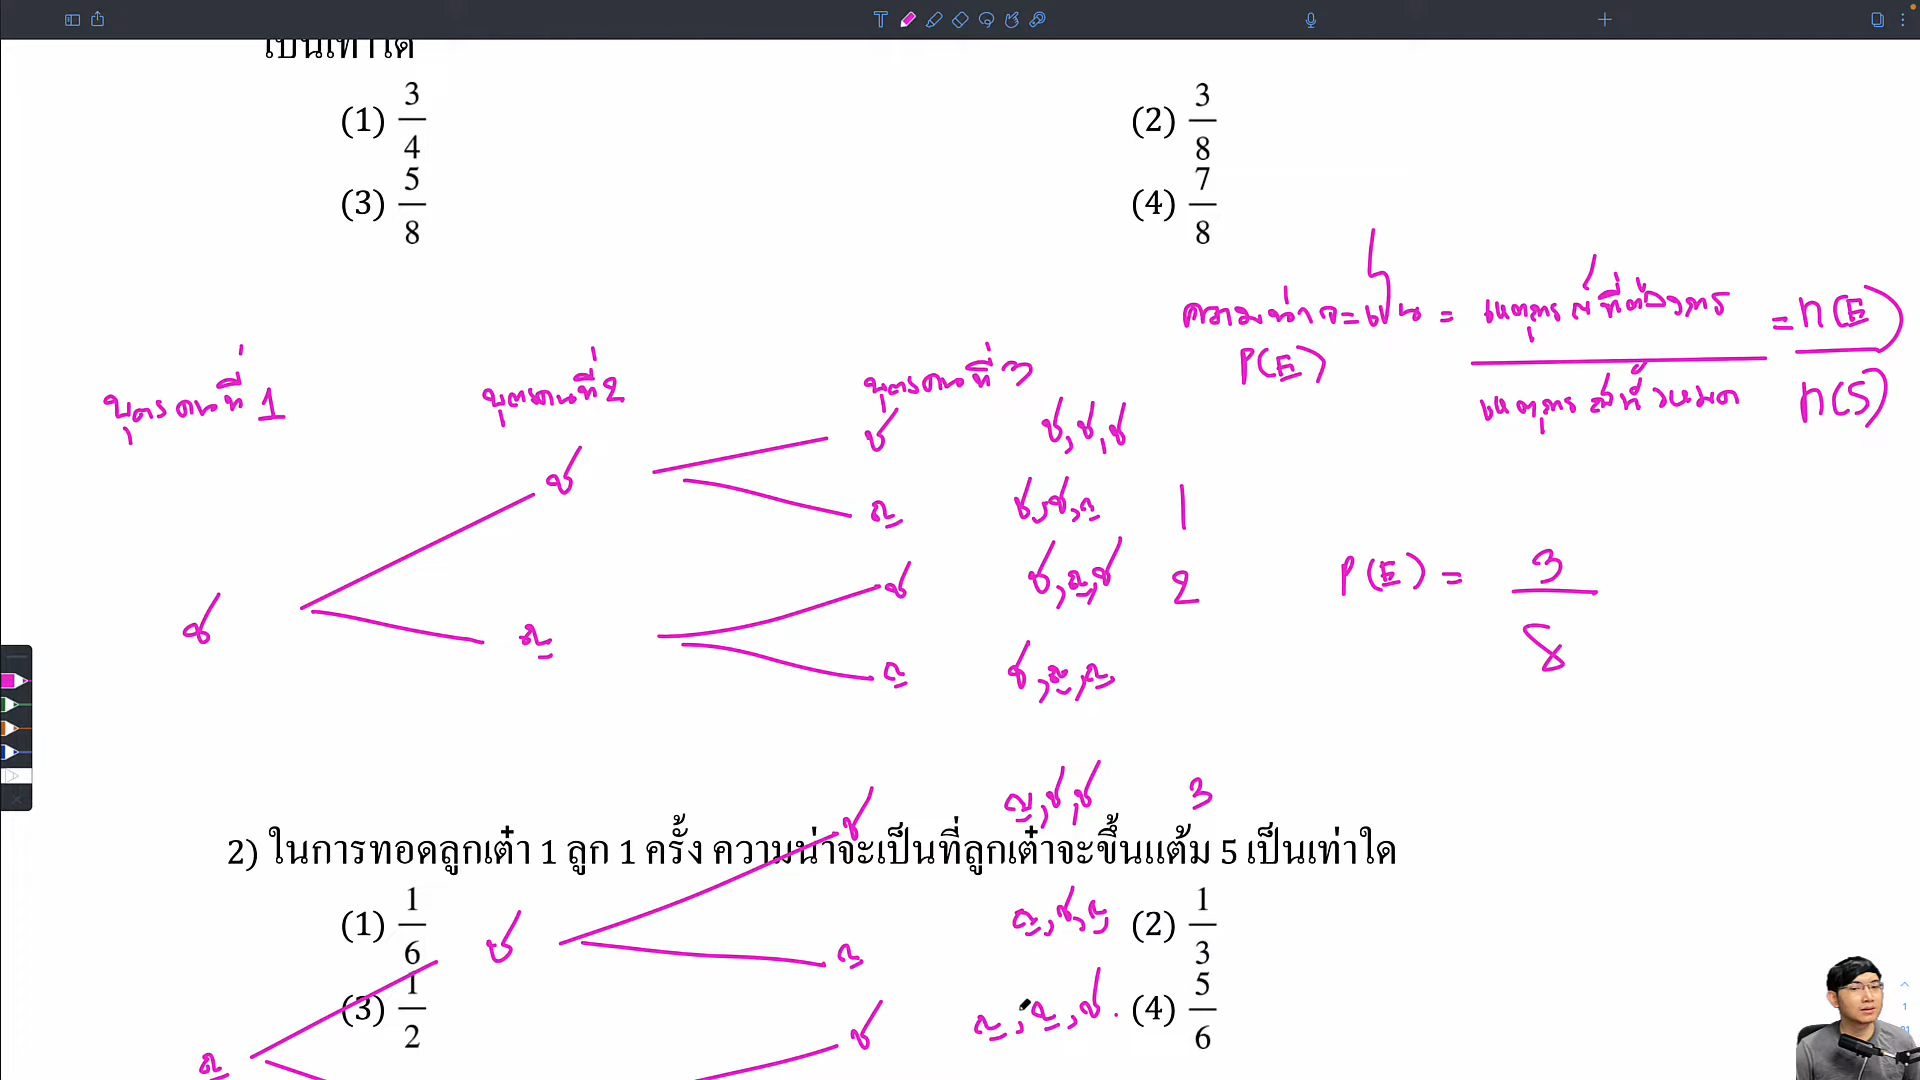 เป็นเท่าใด
(1) 3/4
(2) 3/8
(3) 5/8
(4) 7/8
ความน่าจะเป็น = เหตุการณ์ที่ต้องการ / เหตุการณ์ทั้งหมด = n(E) / n(S)
P(E)
บุตรคนที่ 1
บุตรคนที่ 2
บุตรคนที่ 3
ช ช,ช,ช
ช
ญ ช,ช,ญ 1
ช ช,ญ,ช 2
P(E) = 3/8
ช
ญ
ญ ช,ญ,ญ
ช ญ,ช,ช 3
2) ในการทอดลูกเต๋า 1 ลูก 1 ครั้ง ความน่าจะเป็นที่ลูกเต๋าจะขึ้นแต้ม 5 เป็นเท่าใด
(1) 1/6
(2) 1/3
ช
ญ ญ,ช,ญ
(3) 1/2
(4) 5/6
ช ญ,ญ,ช
ญ